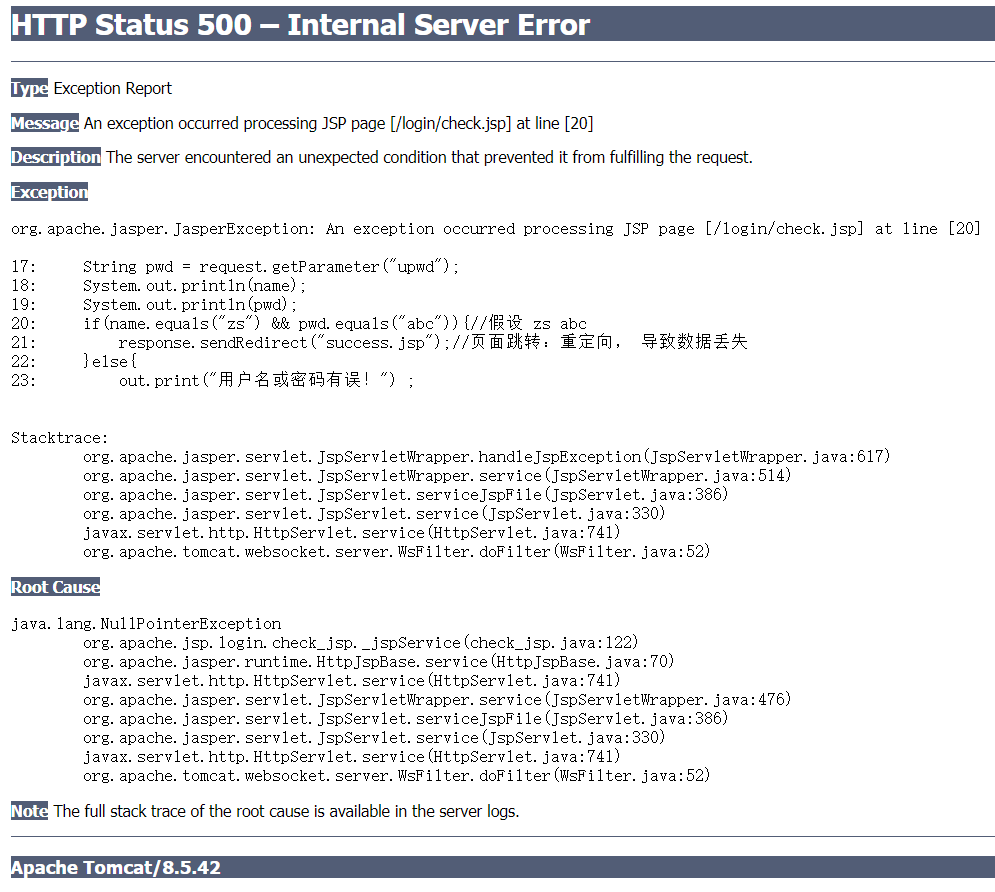 HTTP Status 500 – Internal Server Error
Type Exception Report
Message An exception occurred processing JSP page [/login/check.jsp] at line [20]
Description The server encountered an unexpected condition that prevented it from fulfilling the request.
Exception
org.apache.jasper.JasperException: An exception occurred processing JSP page [/login/check.jsp] at line [20]
17:     String pwd = request.getParameter("upwd");
18:     System.out.println(name);
19:     System.out.println(pwd);
20:     if(name.equals("zs") && pwd.equals("abc")){//假设 zs abc
21:         response.sendRedirect("success.jsp");//页面跳转：重定向， 导致数据丢失
22:     }else{
23:         out.print("用户名或密码有误！") ;
Stacktrace:
org.apache.jasper.servlet.JspServletWrapper.handleJspException(JspServletWrapper.java:617)
org.apache.jasper.servlet.JspServletWrapper.service(JspServletWrapper.java:514)
org.apache.jasper.servlet.JspServlet.serviceJspFile(JspServlet.java:386)
org.apache.jasper.servlet.JspServlet.service(JspServlet.java:330)
javax.servlet.http.HttpServlet.service(HttpServlet.java:741)
org.apache.tomcat.websocket.server.WsFilter.doFilter(WsFilter.java:52)
Root Cause
java.lang.NullPointerException
org.apache.jsp.login.check_jsp._jspService(check_jsp.java:122)
org.apache.jasper.runtime.HttpJspBase.service(HttpJspBase.java:70)
javax.servlet.http.HttpServlet.service(HttpServlet.java:741)
org.apache.jasper.servlet.JspServletWrapper.service(JspServletWrapper.java:476)
org.apache.jasper.servlet.JspServlet.serviceJspFile(JspServlet.java:386)
org.apache.jasper.servlet.JspServlet.service(JspServlet.java:330)
javax.servlet.http.HttpServlet.service(HttpServlet.java:741)
org.apache.tomcat.websocket.server.WsFilter.doFilter(WsFilter.java:52)
Note The full stack trace of the root cause is available in the server logs.
Apache Tomcat/8.5.42